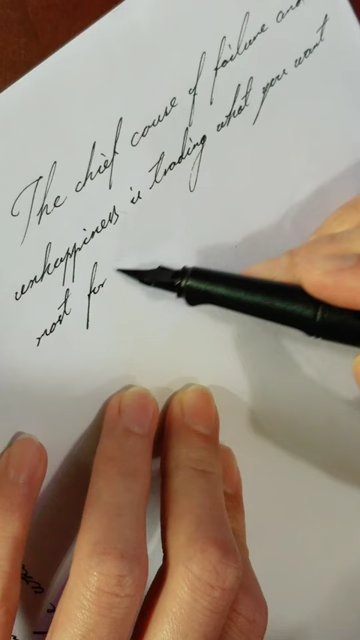 The chief cause of failure and
unhappiness is trading what you want
most for